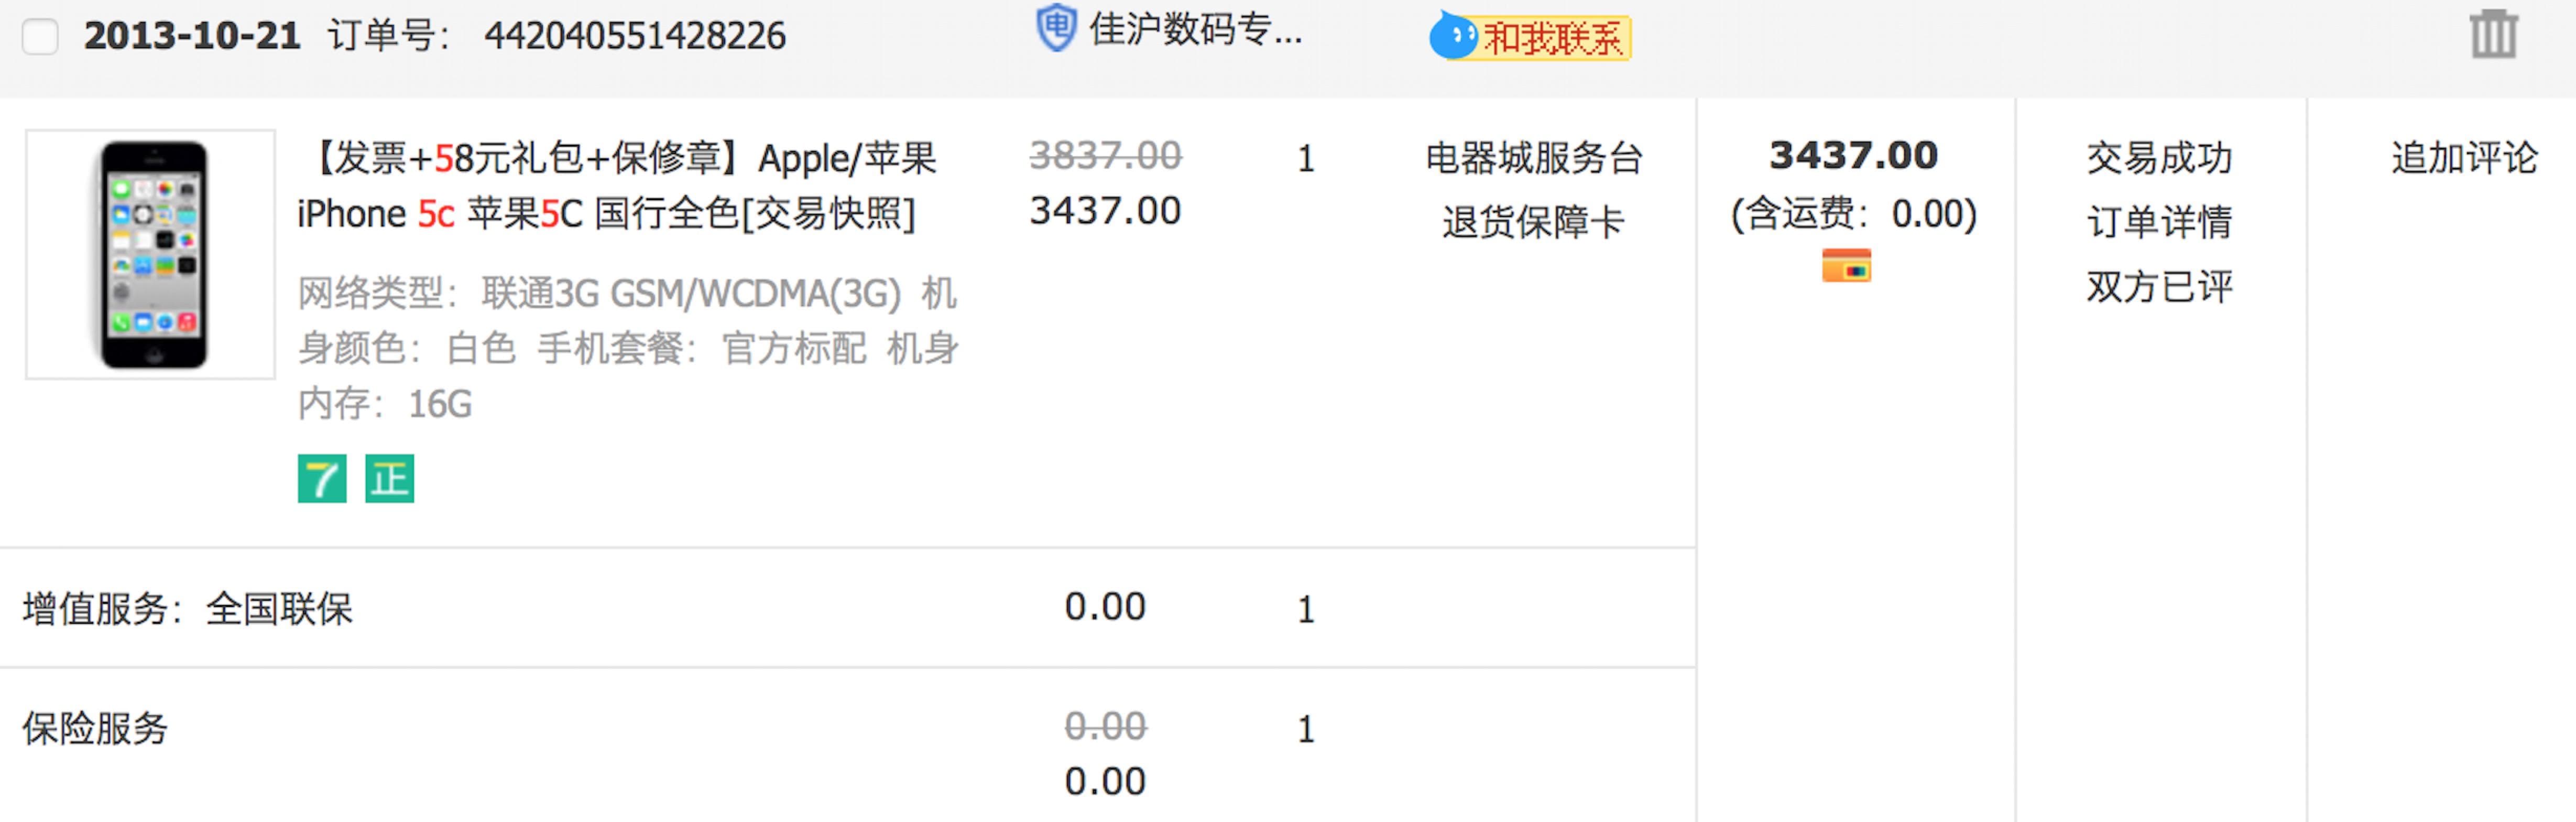 2013-10-21 订单号： 442040551428226
电 佳沪数码专...
和我联系
【发票+58元礼包+保修章】Apple/苹果
iPhone 5c 苹果5C 国行全色[交易快照]
网络类型：联通3G GSM/WCDMA(3G) 机
身颜色：白色 手机套餐：官方标配 机身
内存：16G
7 正
3837.00
3437.00
1
电器城服务台
退货保障卡
3437.00
(含运费：0.00)
交易成功
订单详情
双方已评
追加评论
增值服务：全国联保 0.00 1
保险服务 0.00 1
0.00